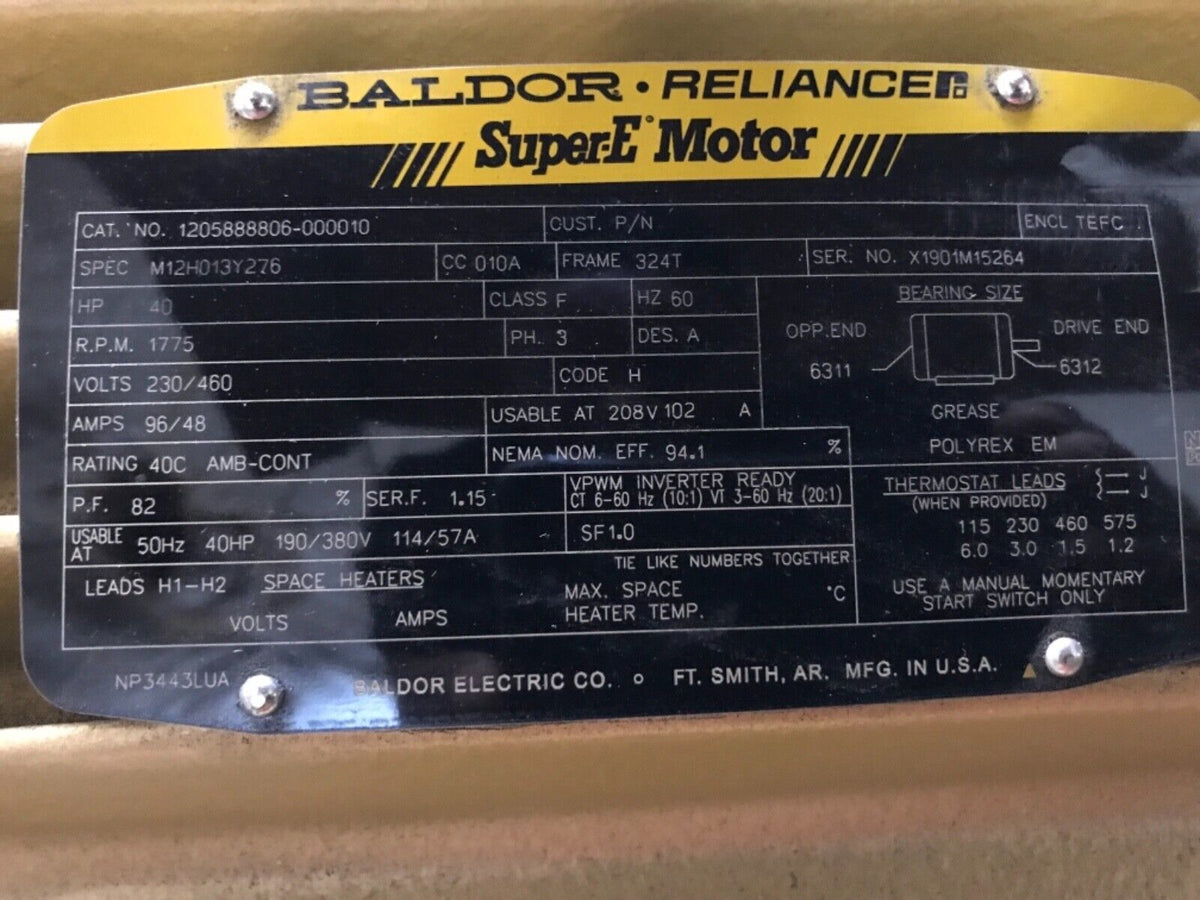 BALDOR • RELIANCER
Super-E® Motor
CAT. NO. 1205888806-000010 CUST. P/N ENCL TEFC
SPEC M12H013Y276 CC 010A FRAME 324T SER. NO. X1901M15264
HP 40 CLASS F HZ 60
R.P.M. 1775 PH. 3 DES. A
VOLTS 230/460 CODE H
AMPS 96/48 USABLE AT 208V 102 A
RATING 40C AMB-CONT NEMA NOM. EFF. 94.1 %
P.F. 82 % SER.F. 1.15 VPWM INVERTER READY
CT 6-60 Hz (10:1) VT 3-60 Hz (20:1)
USABLE AT 50Hz 40HP 190/380V 114/57A SF1.0
TIE LIKE NUMBERS TOGETHER
LEADS H1-H2 SPACE HEATERS MAX. SPACE °C
HEATER TEMP.
VOLTS AMPS
BEARING SIZE
OPP.END DRIVE END
6311 6312
GREASE
POLYREX EM
THERMOSTAT LEADS J
(WHEN PROVIDED) J
115 230 460 575
6.0 3.0 1.5 1.2
USE A MANUAL MOMENTARY
START SWITCH ONLY
NP3443LUA BALDOR ELECTRIC CO. o FT. SMITH, AR. MFG. IN U.S.A.